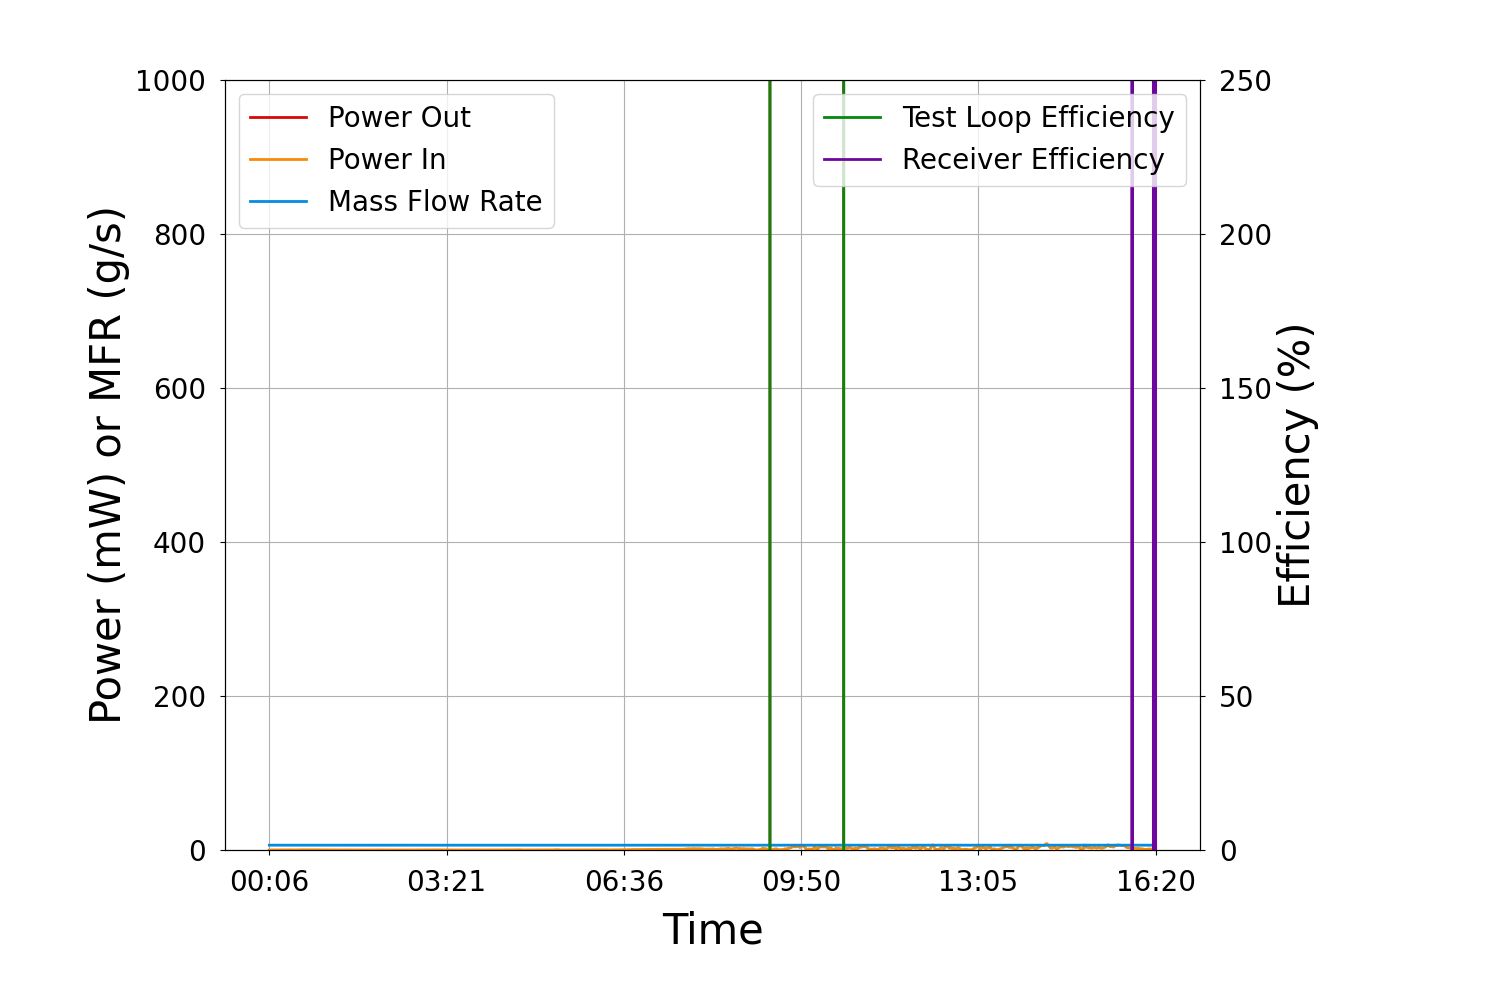 1000
800
600
400
200
0
Power (mW) or MFR (g/s)
Power Out
Power In
Mass Flow Rate
Test Loop Efficiency
Receiver Efficiency
250
200
150
100
50
0
Efficiency (%)
00:06 03:21 06:36 09:50 13:05 16:20
Time